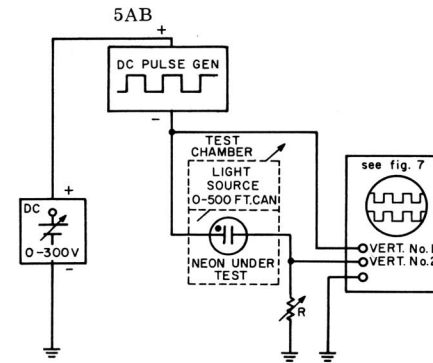 5AB
+
DC PULSE GEN
−
TEST
CHAMBER
LIGHT
SOURCE
0-500 FT.CAN
NEON UNDER
TEST
see fig. 7
VERT. No.1
VERT. No.2
+
DC
0-300V
−
R